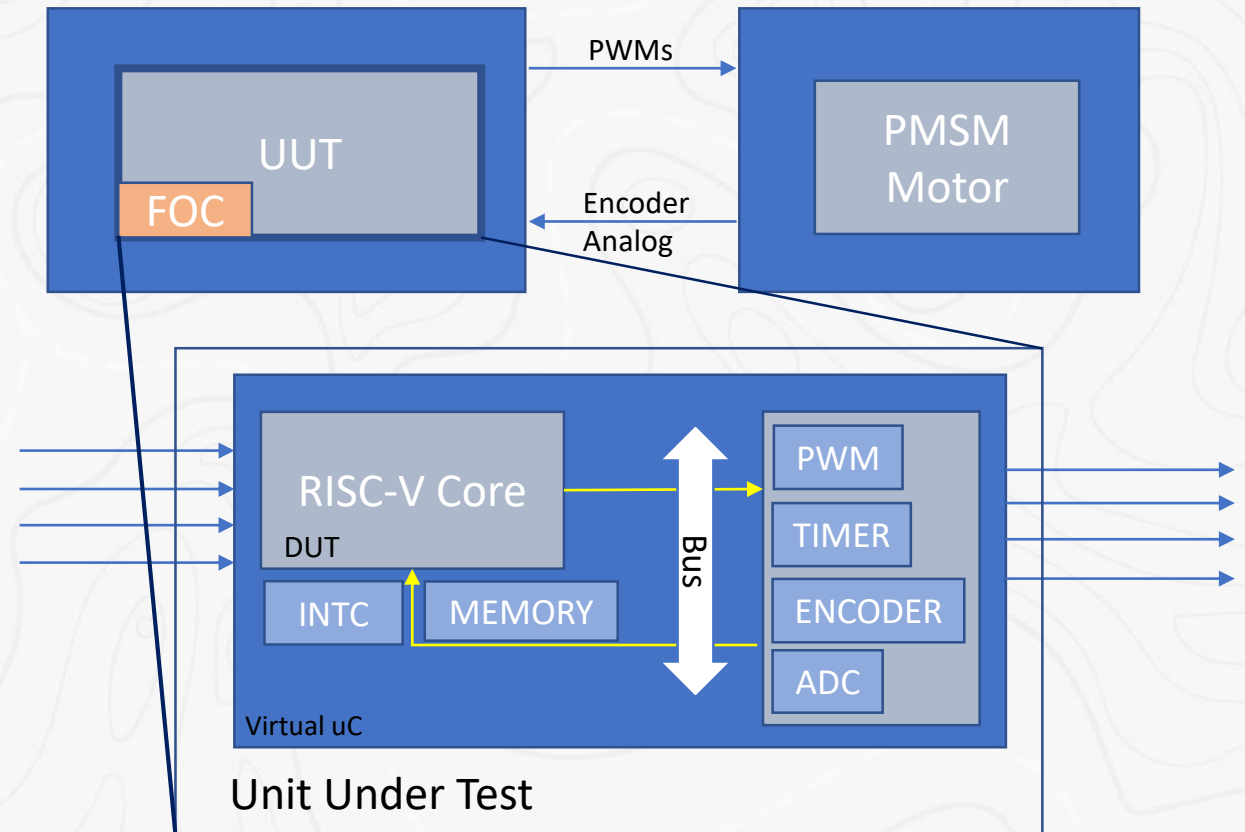 PWMs
UUT
FOC
Encoder
Analog
PMSM
Motor
RISC-V Core
DUT
INTC
MEMORY
Bus
PWM
TIMER
ENCODER
ADC
Virtual uC
Unit Under Test